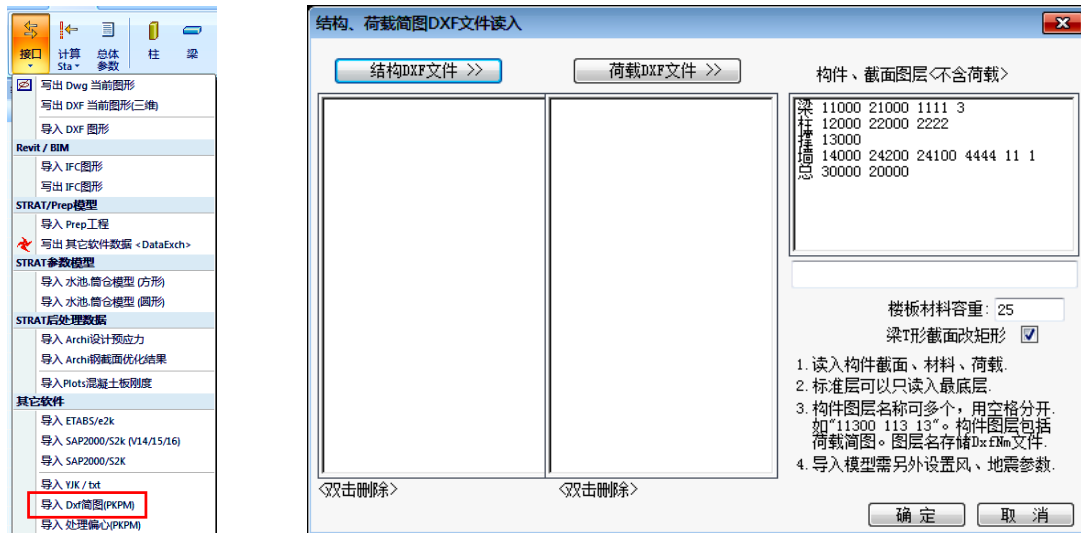 接口
计算
Sta
总体
参数
柱
梁
写出 Dwg 当前图形
写出 DXF 当前图形(三维)
导入 DXF 图形
Revit / BIM
导入 IFC图形
写出 IFC图形
STRAT/Prep模型
导入 Prep工程
写出 其它软件数据 <DataExch>
STRAT参数模型
导入 水池.筒仓模型 (方形)
导入 水池.筒仓模型 (圆形)
STRAT后处理数据
导入 Archi设计预应力
导入 Archi钢截面优化结果
导入Plots混凝土板刚度
其它软件
导入 ETABS/e2k
导入 SAP2000/S2k (V14/15/16)
导入 SAP2000/S2K
导入 YJK / txt
导入 Dxf简图(PKPM)
导入 处理偏心(PKPM)
结构、荷载简图DXF文件读入
结构DXF文件 >>
荷载DXF文件 >>
构件、截面图层<不含荷载>
梁 11000 21000 1111 3
柱 12000 22000 2222
撑 13000
墙 14000 24200 24100 4444 11 1
总 30000 20000
楼板材料容重: 25
梁T形截面改矩形
1. 读入构件截面、材料、荷载.
2. 标准层可以只读入最底层.
3. 构件图层名称可多个，用空格分开.
如"11300 113 13"。构件图层包括
荷载简图。图层名存储DxfNm文件.
4. 导入模型需另外设置风、地震参数.
<双击删除>
<双击删除>
确 定
取 消